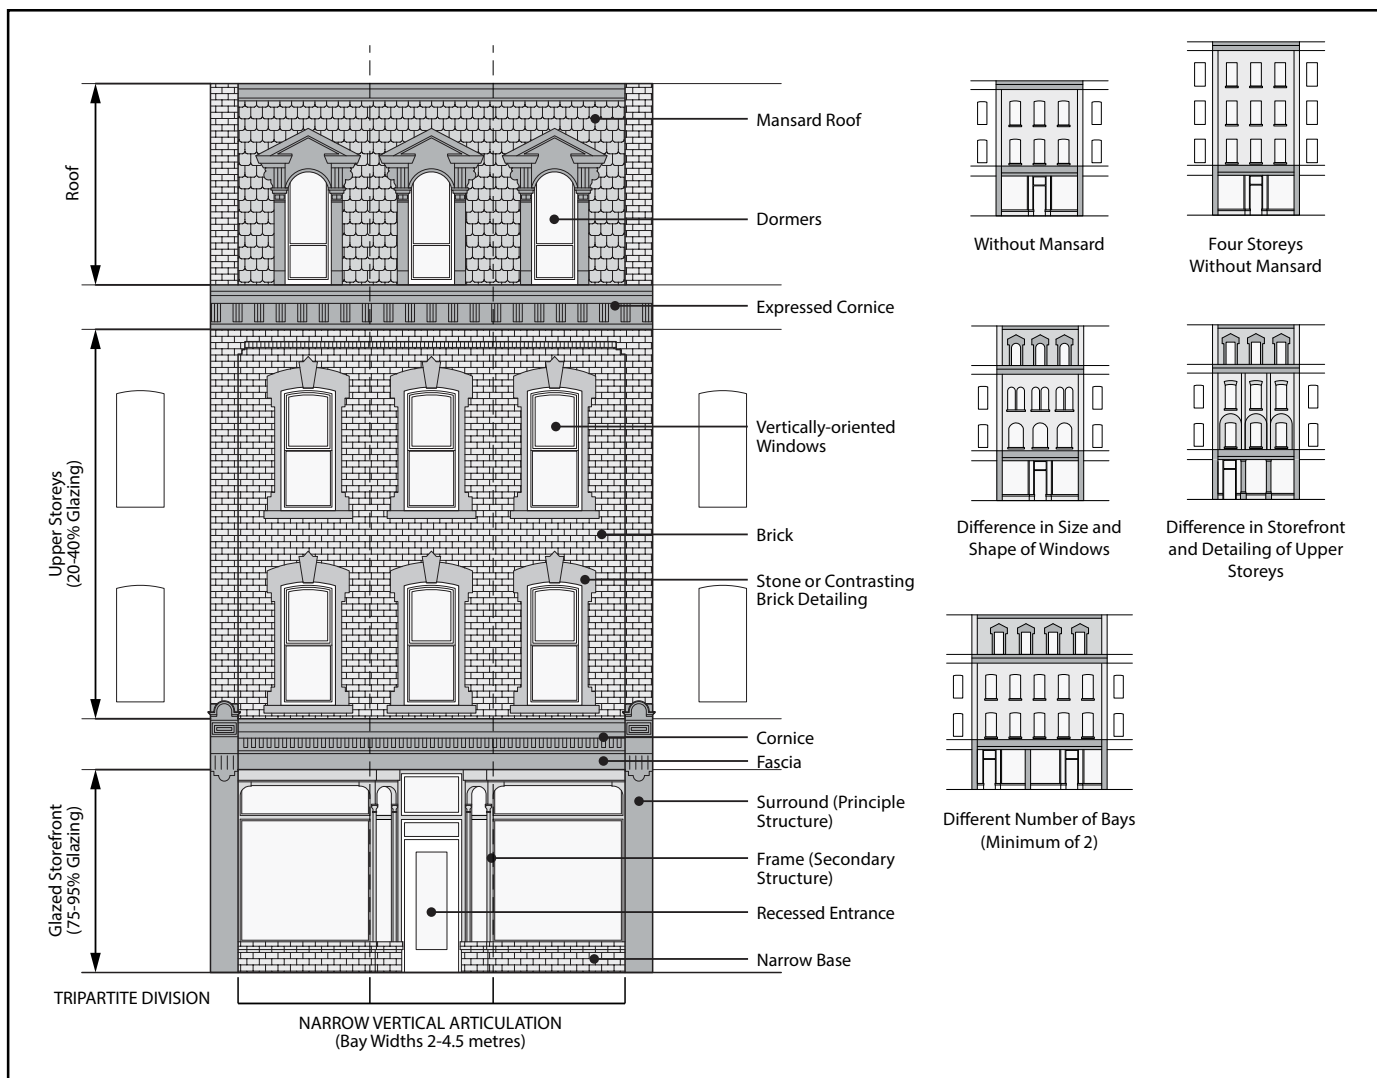 Roof
Upper Storeys
(20-40% Glazing)
Glazed Storefront
(75-95% Glazing)
TRIPARTITE DIVISION
NARROW VERTICAL ARTICULATION
(Bay Widths 2-4.5 metres)
Mansard Roof
Dormers
Expressed Cornice
Vertically-oriented
Windows
Brick
Stone or Contrasting
Brick Detailing
Cornice
Fascia
Surround (Principle
Structure)
Frame (Secondary
Structure)
Recessed Entrance
Narrow Base
Without Mansard
Four Storeys
Without Mansard
Difference in Size and
Shape of Windows
Difference in Storefront
and Detailing of Upper
Storeys
Different Number of Bays
(Minimum of 2)